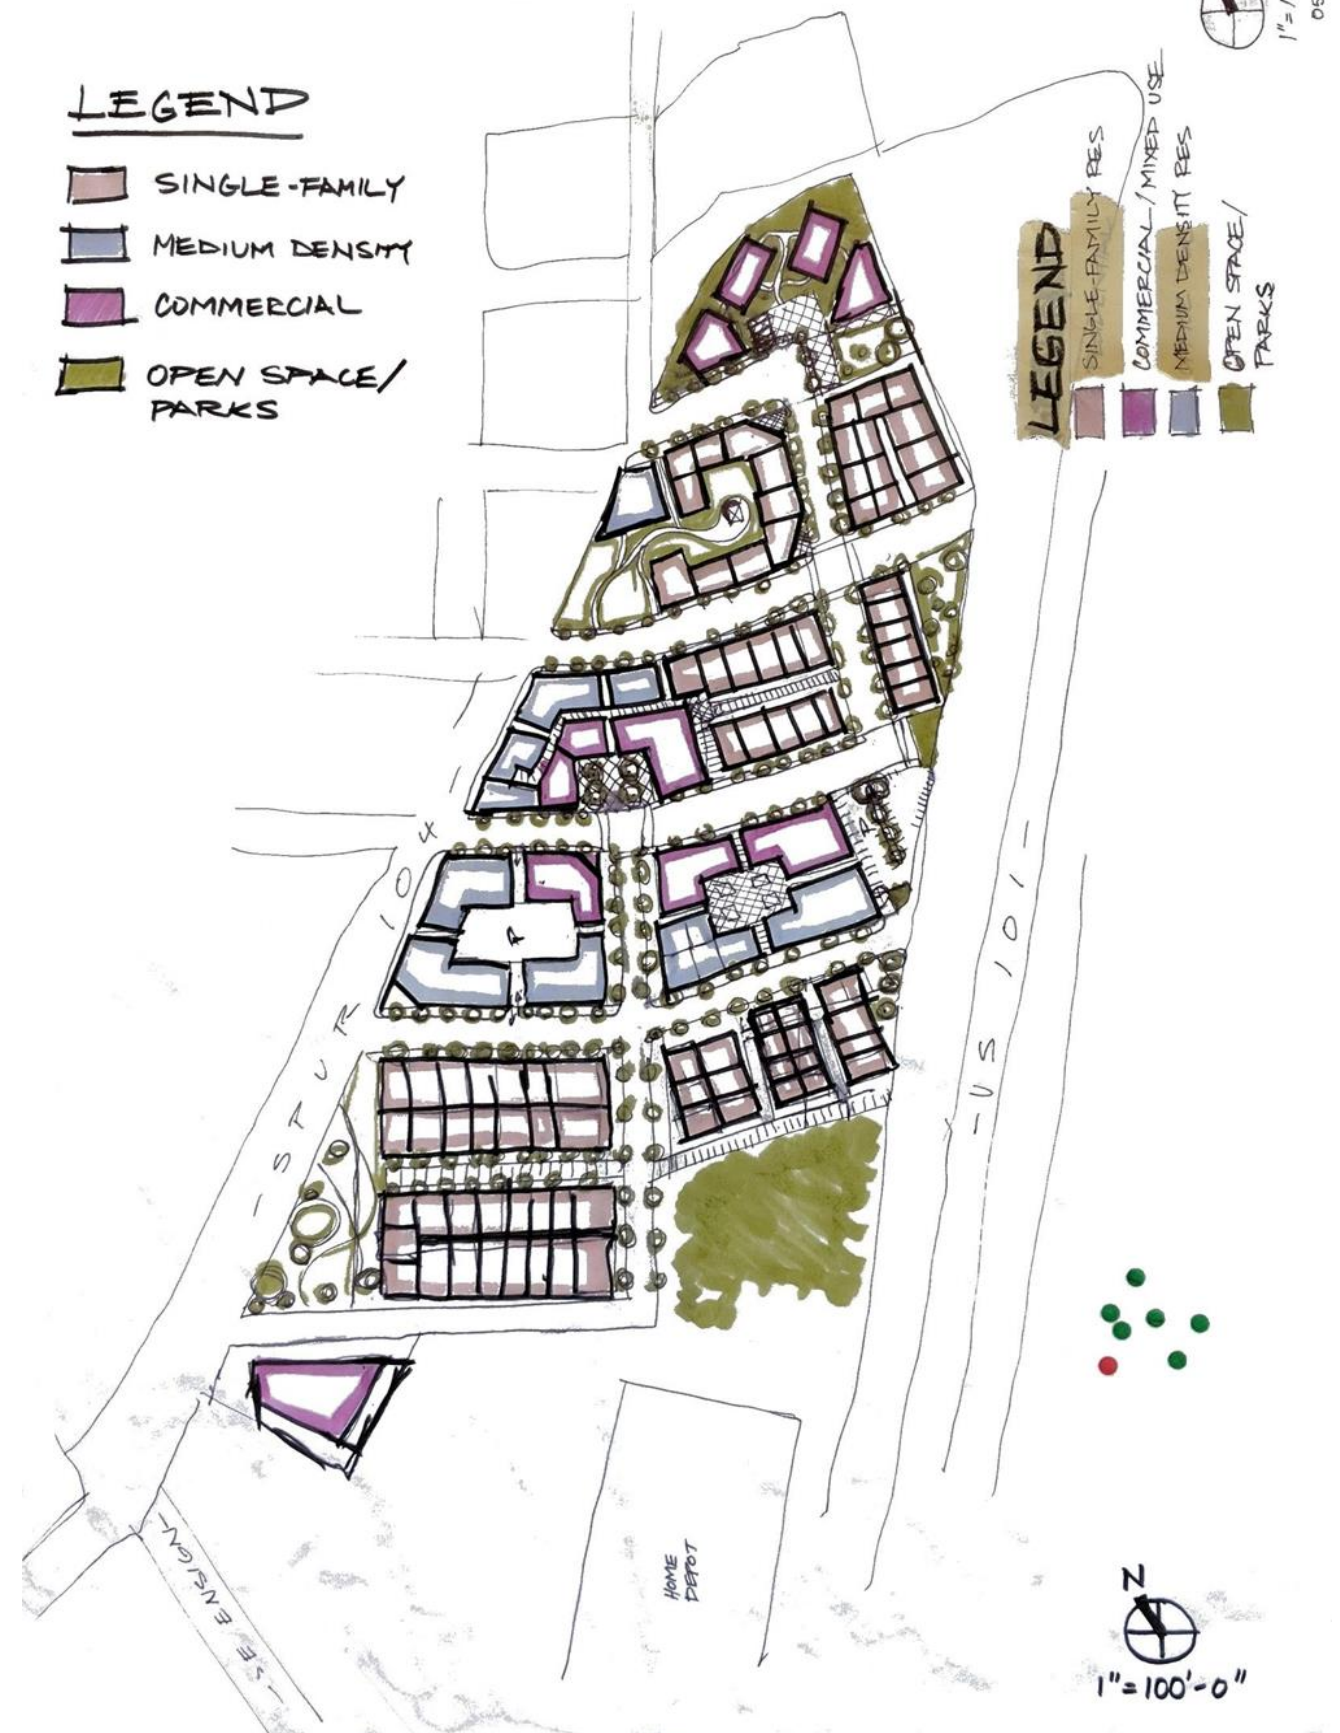 LEGEND
SINGLE-FAMILY
MEDIUM DENSITY
COMMERCIAL
OPEN SPACE/
PARKS
1"=
LEGEND
SINGLE-FAMILY RES
COMMERCIAL/MIXED USE
MEDIUM DENSITY RES
OPEN SPACE/
PARKS
P
P
-SPUR 104-
-US 101-
HOME
DEPOT
-SE ENSIGN-
N
1"=100'-0"